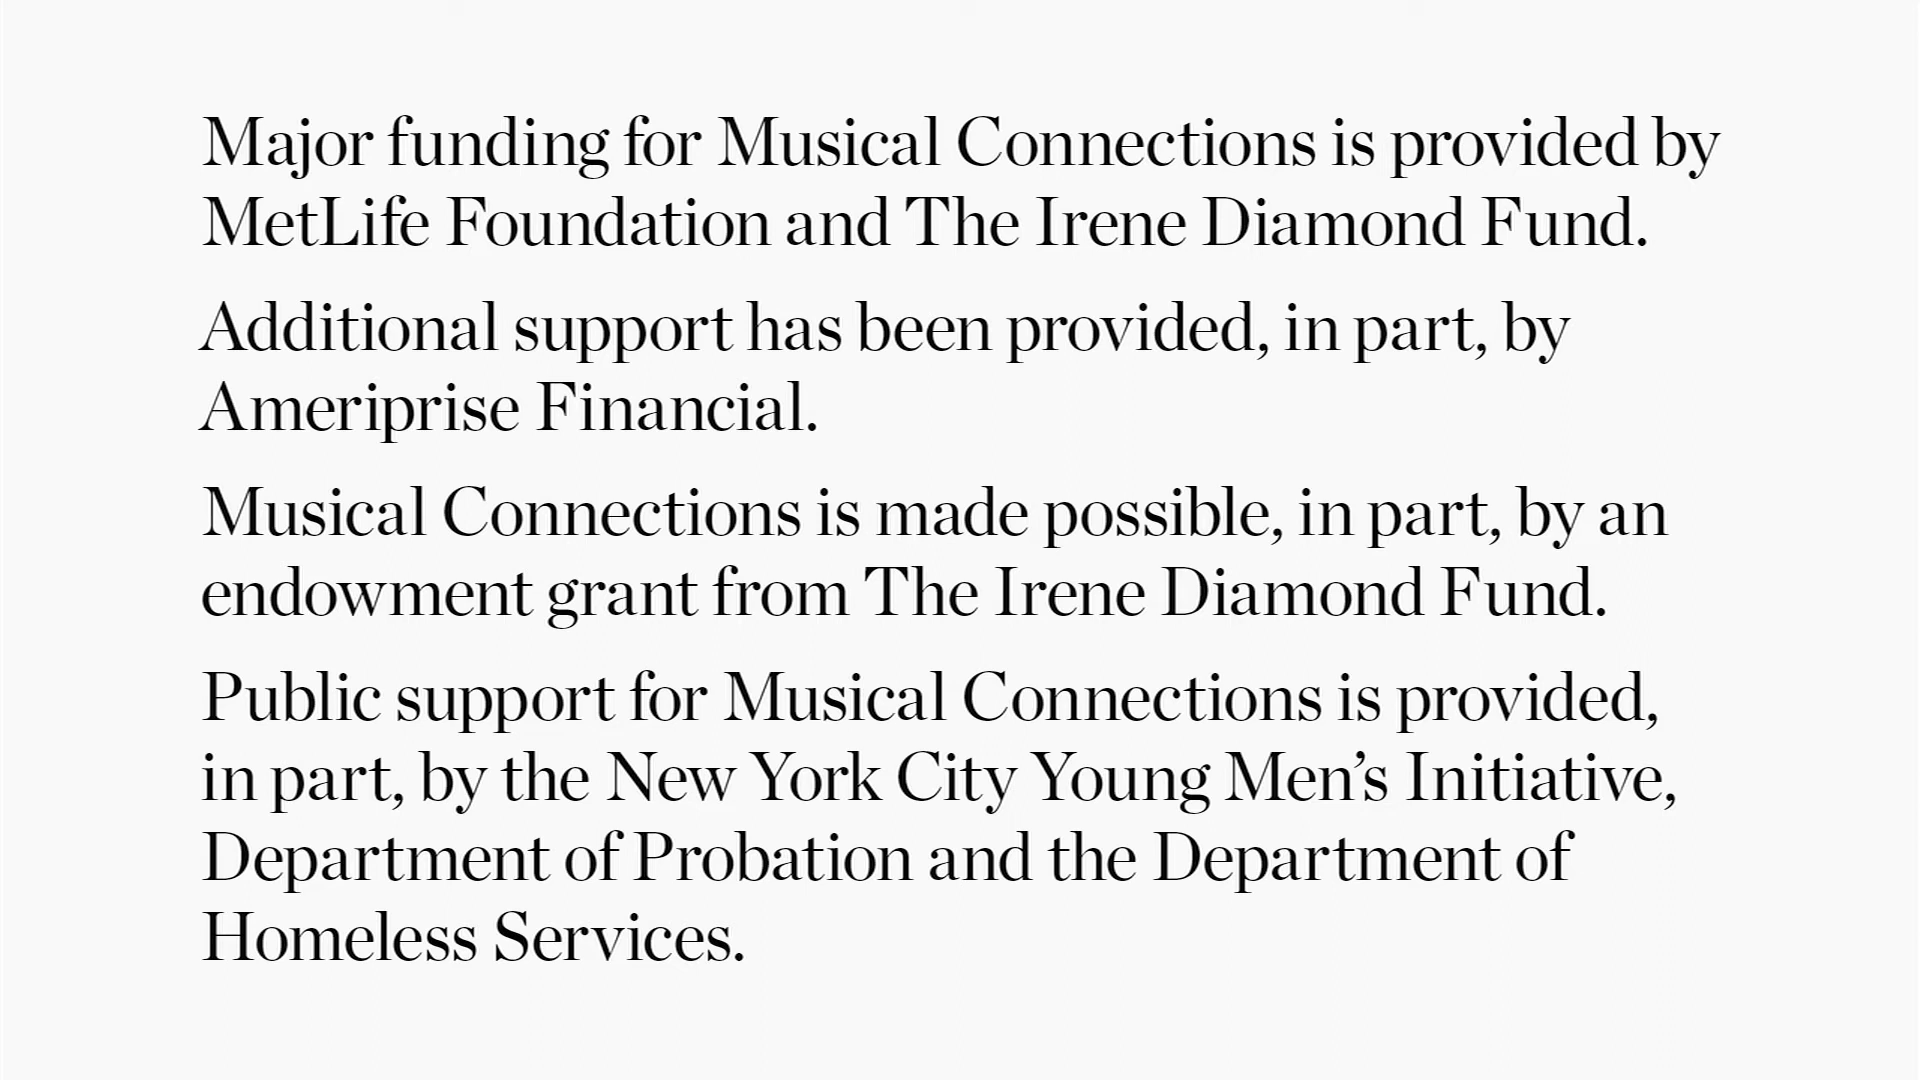 Major funding for Musical Connections is provided by
MetLife Foundation and The Irene Diamond Fund.
Additional support has been provided, in part, by
Ameriprise Financial.
Musical Connections is made possible, in part, by an
endowment grant from The Irene Diamond Fund.
Public support for Musical Connections is provided,
in part, by the New York City Young Men’s Initiative,
Department of Probation and the Department of
Homeless Services.